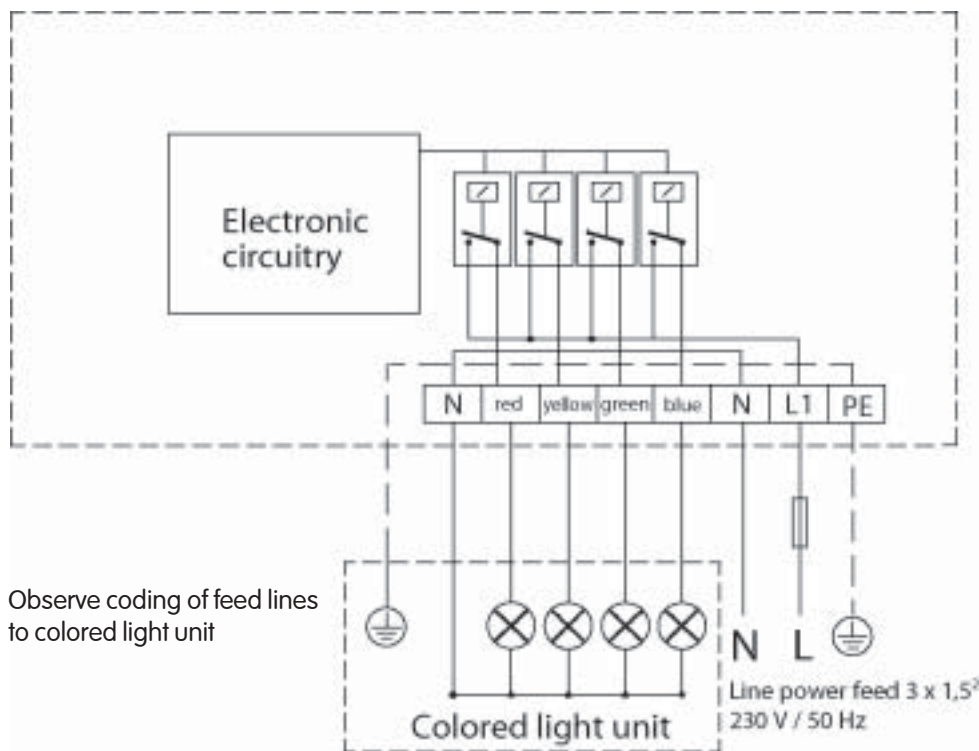 Electronic
circuitry
N red yellow green blue N L1 PE
Observe coding of feed lines
to colored light unit
N L
Line power feed 3 x 1,5²
230 V / 50 Hz
Colored light unit